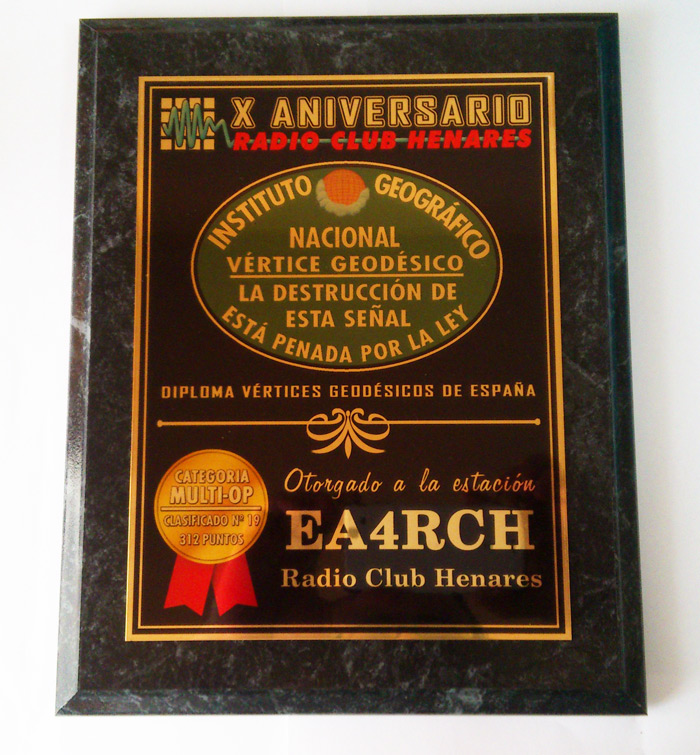 X ANIVERSARIO
RADIO CLUB HENARES
INSTITUTO GEOGRÁFICO
NACIONAL
VÉRTICE GEODÉSICO
LA DESTRUCCIÓN DE
ESTA SEÑAL
ESTÁ PENADA POR LA LEY
DIPLOMA VÉRTICES GEODÉSICOS DE ESPAÑA
CATEGORIA
MULTI-OP
CLASIFICADO Nº 19
312 PUNTOS
Otorgado a la estación
EA4RCH
Radio Club Henares